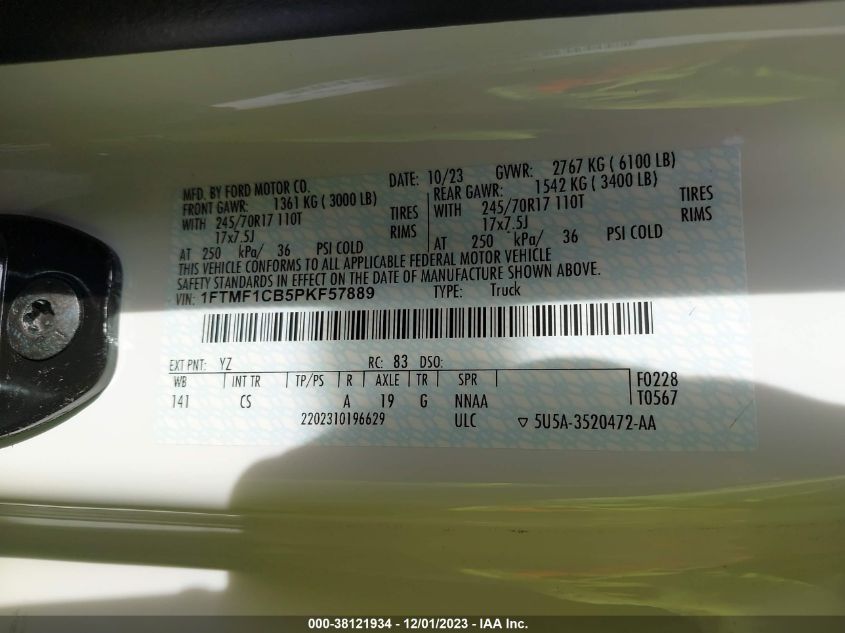 MFD. BY FORD MOTOR CO. DATE: 10/23 GVWR: 2767 KG ( 6100 LB)
FRONT GAWR: 1361 KG ( 3000 LB) REAR GAWR: 1542 KG ( 3400 LB)
WITH 245/70R17 110T TIRES WITH 245/70R17 110T TIRES
17x7.5J RIMS 17x7.5J RIMS
AT 250 kPa/ 36 PSI COLD AT 250 kPa/ 36 PSI COLD
THIS VEHICLE CONFORMS TO ALL APPLICABLE FEDERAL MOTOR VEHICLE
SAFETY STANDARDS IN EFFECT ON THE DATE OF MANUFACTURE SHOWN ABOVE.
VIN: 1FTMF1CB5PKF57889 TYPE: Truck
EXT PNT: YZ RC: 83 DSO:
WB INT TR TP/PS R AXLE TR SPR F0228
141 CS A 19 G NNAA T0567
2202310196629 ULC ▽ 5U5A-3520472-AA
000-38121934 - 12/01/2023 - IAA Inc.